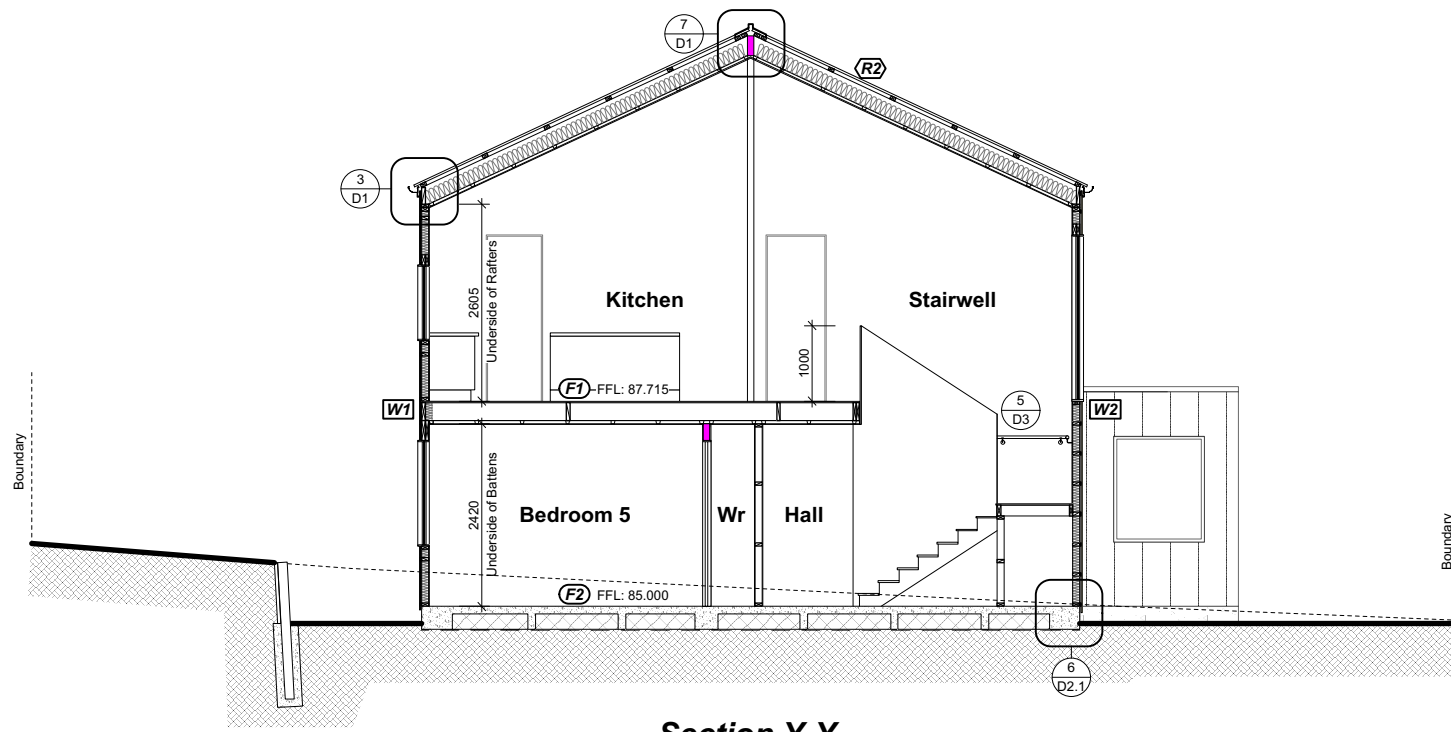 7
D1
R2
3
D1
2605
Underside of Rafters
Kitchen
Stairwell
1000
F1 FFL: 87.715
5
D3
W1
W2
Boundary
2420
Underside of Battens
Bedroom 5
Wr
Hall
Boundary
F2 FFL: 85.000
6
D2.1
Section Y-Y